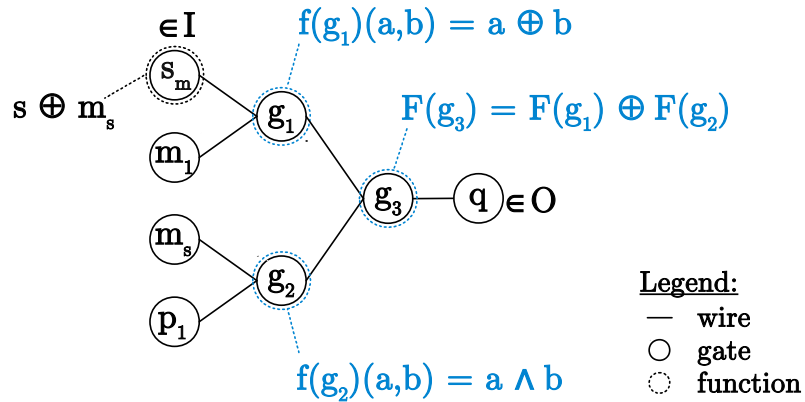 ∈I
f(g₁)(a,b) = a ⊕ b
s ⊕ mₛ
sₘ
g₁
F(g₃) = F(g₁) ⊕ F(g₂)
m₁
g₃
q
∈O
mₛ
g₂
p₁
f(g₂)(a,b) = a ∧ b
Legend:
wire
gate
function